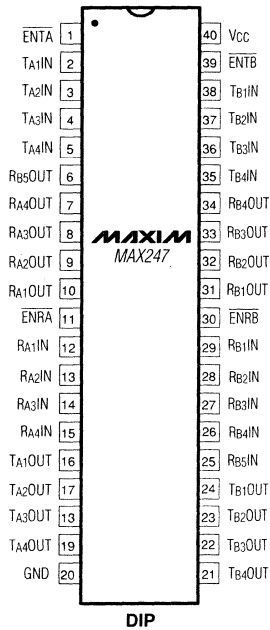 ENTA 1 40 VCC
TA1IN 2 39 ENTB
TA2IN 3 38 TB1IN
TA3IN 4 37 TB2IN
TA4IN 5 36 TB3IN
RB5OUT 6 35 TB4IN
RA4OUT 7 34 RB4OUT
RA3OUT 8 33 RB3OUT
MAXIM
MAX247
RA2OUT 9 32 RB2OUT
RA1OUT 10 31 RB1OUT
ENRA 11 30 ENRB
RA1IN 12 29 RB1IN
RA2IN 13 28 RB2IN
RA3IN 14 27 RB3IN
RA4IN 15 26 RB4IN
TA1OUT 16 25 RB5IN
TA2OUT 17 24 TB1OUT
TA3OUT 13 23 TB2OUT
TA4OUT 19 22 TB3OUT
GND 20 21 TB4OUT
DIP